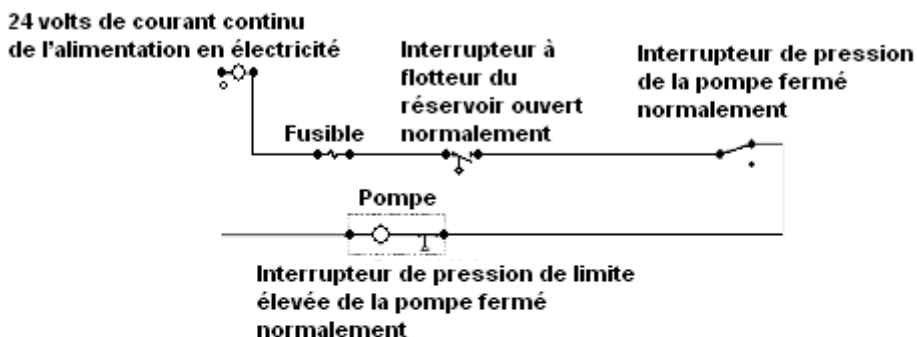 24 volts de courant continu
de l'alimentation en électricité
Interrupteur à
flotteur du
réservoir ouvert
normalement
Interrupteur de pression
de la pompe fermé
normalement
Fusible
Pompe
Interrupteur de pression de limite
élevée de la pompe fermé
normalement